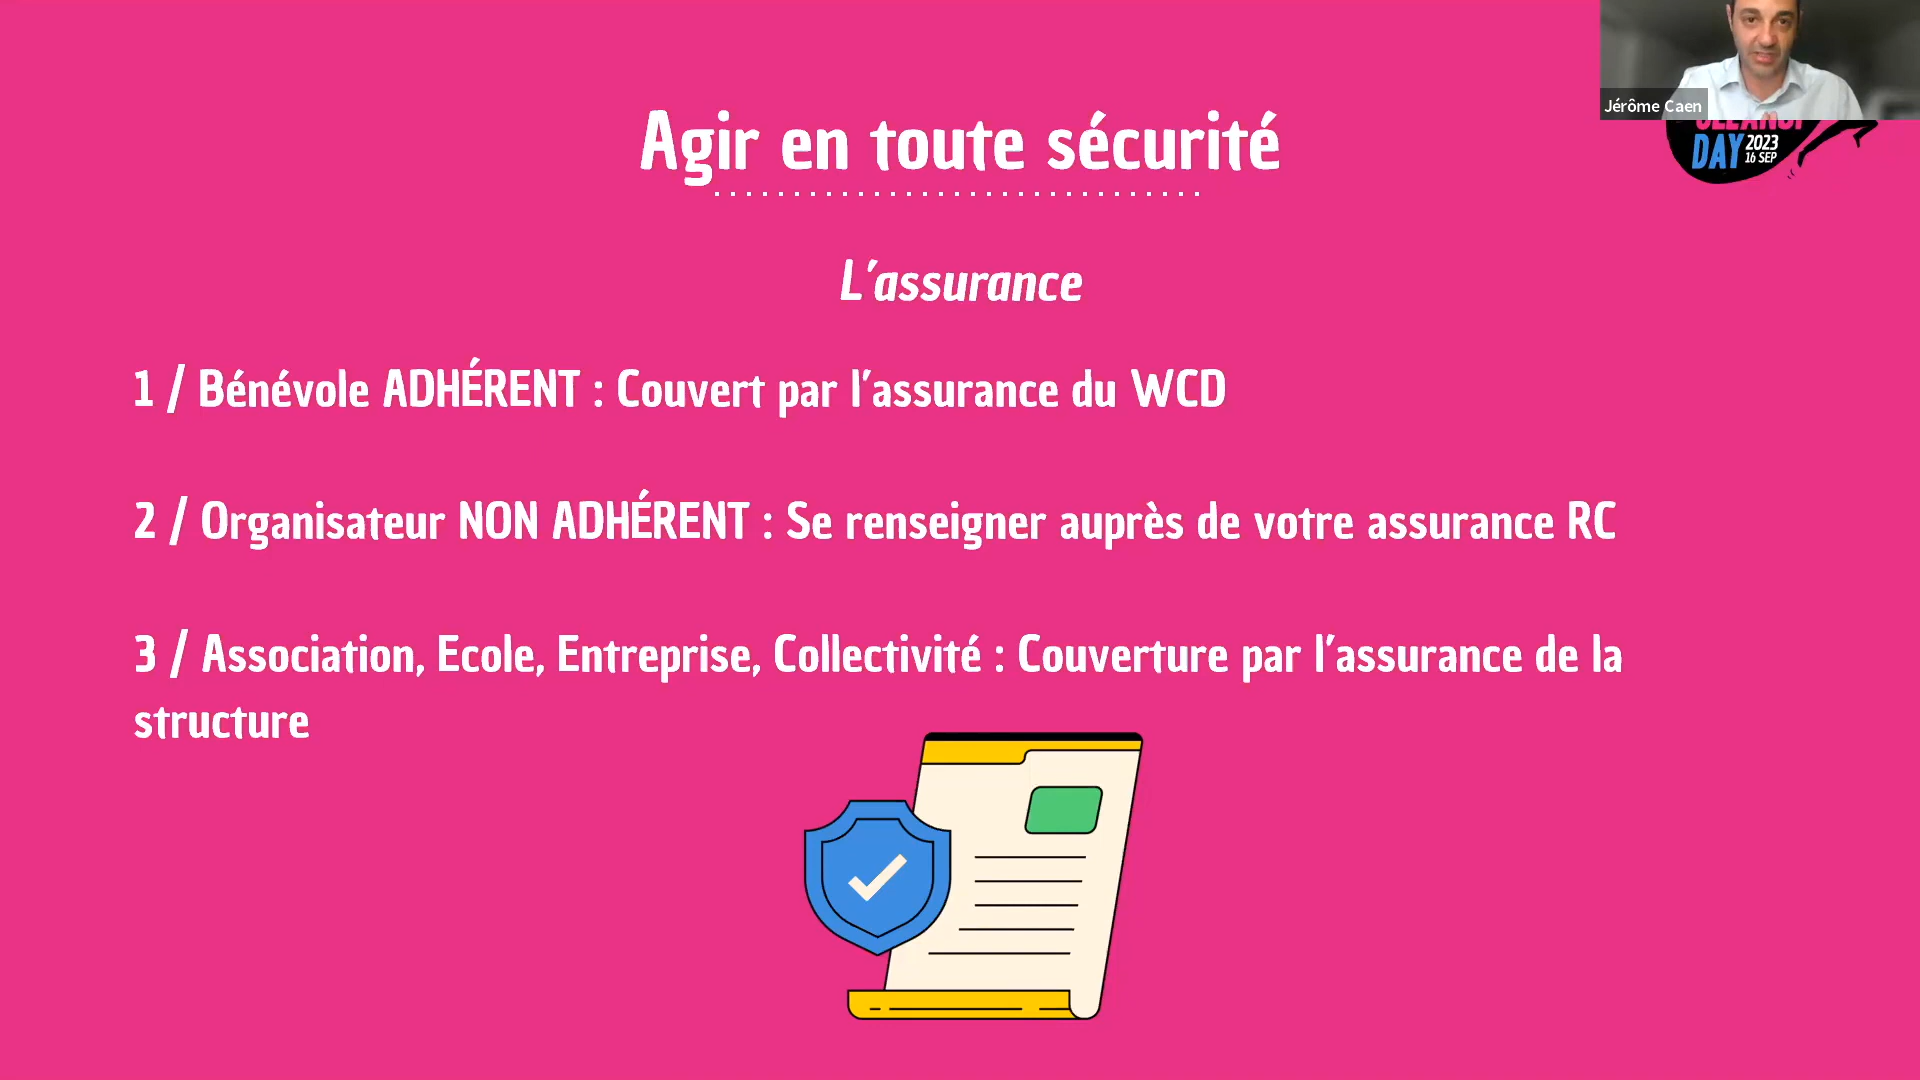 Jérôme Caen
DAY 2023
16 SEP
Agir en toute sécurité
L'assurance
1 / Bénévole ADHÉRENT : Couvert par l'assurance du WCD
2 / Organisateur NON ADHÉRENT : Se renseigner auprès de votre assurance RC
3 / Association, Ecole, Entreprise, Collectivité : Couverture par l'assurance de la
structure